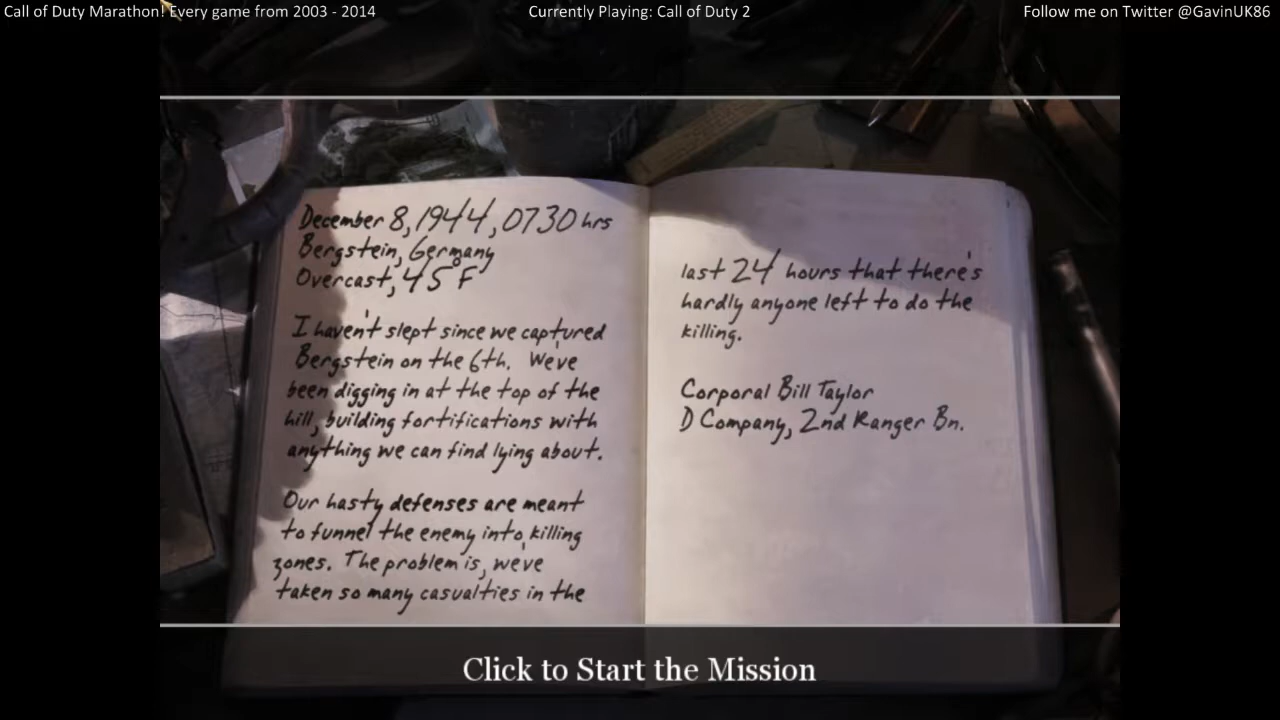 Call of Duty Marathon! Every game from 2003 - 2014
Currently Playing: Call of Duty 2
Follow me on Twitter @GavinUK86
December 8, 1944, 0730 hrs
Bergstein, Germany
Overcast, 45 F
I haven't slept since we captured
Bergstein on the 6th. We've
been digging in at the top of the
hill, building fortifications with
anything we can find lying about.
Our hasty defenses are meant
to funnel the enemy into killing
zones. The problem is, we've
taken so many casualties in the
last 24 hours that there's
hardly anyone left to do the
killing.
Corporal Bill Taylor
D Company, 2nd Ranger Bn.
Click to Start the Mission